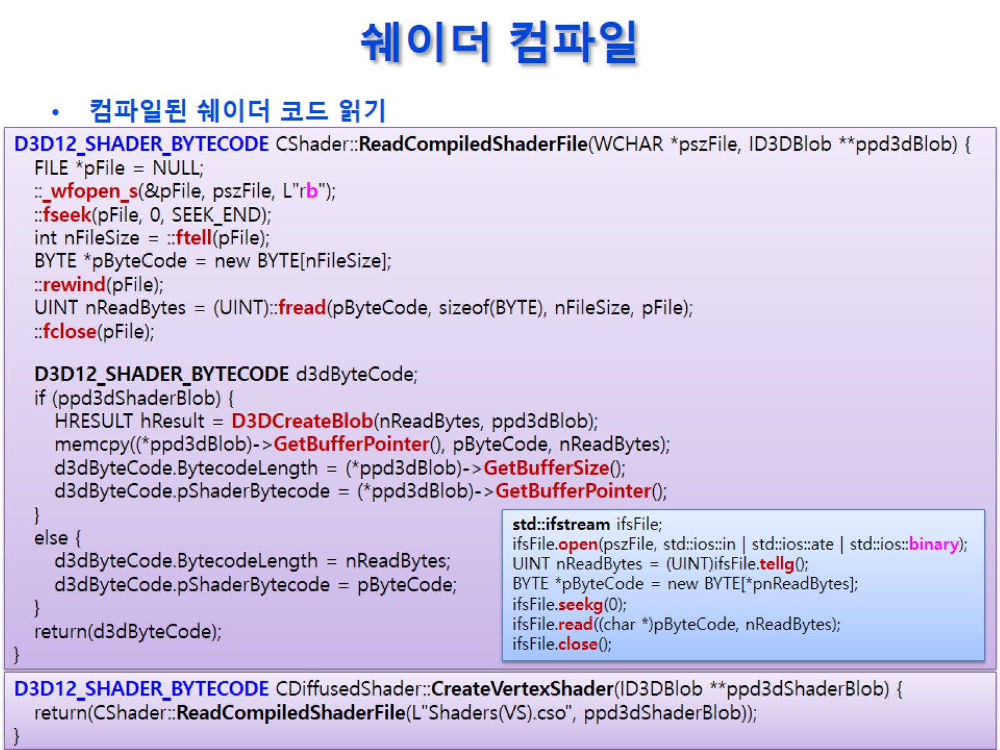 쉐이더 컴파일
• 컴파일된 쉐이더 코드 읽기
D3D12_SHADER_BYTECODE CShader::ReadCompiledShaderFile(WCHAR *pszFile, ID3DBlob **ppd3dBlob) {
FILE *pFile = NULL;
::_wfopen_s(&pFile, pszFile, L"rb");
::fseek(pFile, 0, SEEK_END);
int nFileSize = ::ftell(pFile);
BYTE *pByteCode = new BYTE[nFileSize];
::rewind(pFile);
UINT nReadBytes = (UINT)::fread(pByteCode, sizeof(BYTE), nFileSize, pFile);
::fclose(pFile);
D3D12_SHADER_BYTECODE d3dByteCode;
if (ppd3dShaderBlob) {
HRESULT hResult = D3DCreateBlob(nReadBytes, ppd3dBlob);
memcpy((*ppd3dBlob)->GetBufferPointer(), pByteCode, nReadBytes);
d3dByteCode.BytecodeLength = (*ppd3dBlob)->GetBufferSize();
d3dByteCode.pShaderBytecode = (*ppd3dBlob)->GetBufferPointer();
}
else {
d3dByteCode.BytecodeLength = nReadBytes;
d3dByteCode.pShaderBytecode = pByteCode;
}
return(d3dByteCode);
}
std::ifstream ifsFile;
ifsFile.open(pszFile, std::ios::in | std::ios::ate | std::ios::binary);
UINT nReadBytes = (UINT)ifsFile.tellg();
BYTE *pByteCode = new BYTE[*pnReadBytes];
ifsFile.seekg(0);
ifsFile.read((char *)pByteCode, nReadBytes);
ifsFile.close();
D3D12_SHADER_BYTECODE CDiffusedShader::CreateVertexShader(ID3DBlob **ppd3dShaderBlob) {
return(CShader::ReadCompiledShaderFile(L"Shaders(VS).cso", ppd3dShaderBlob));
}